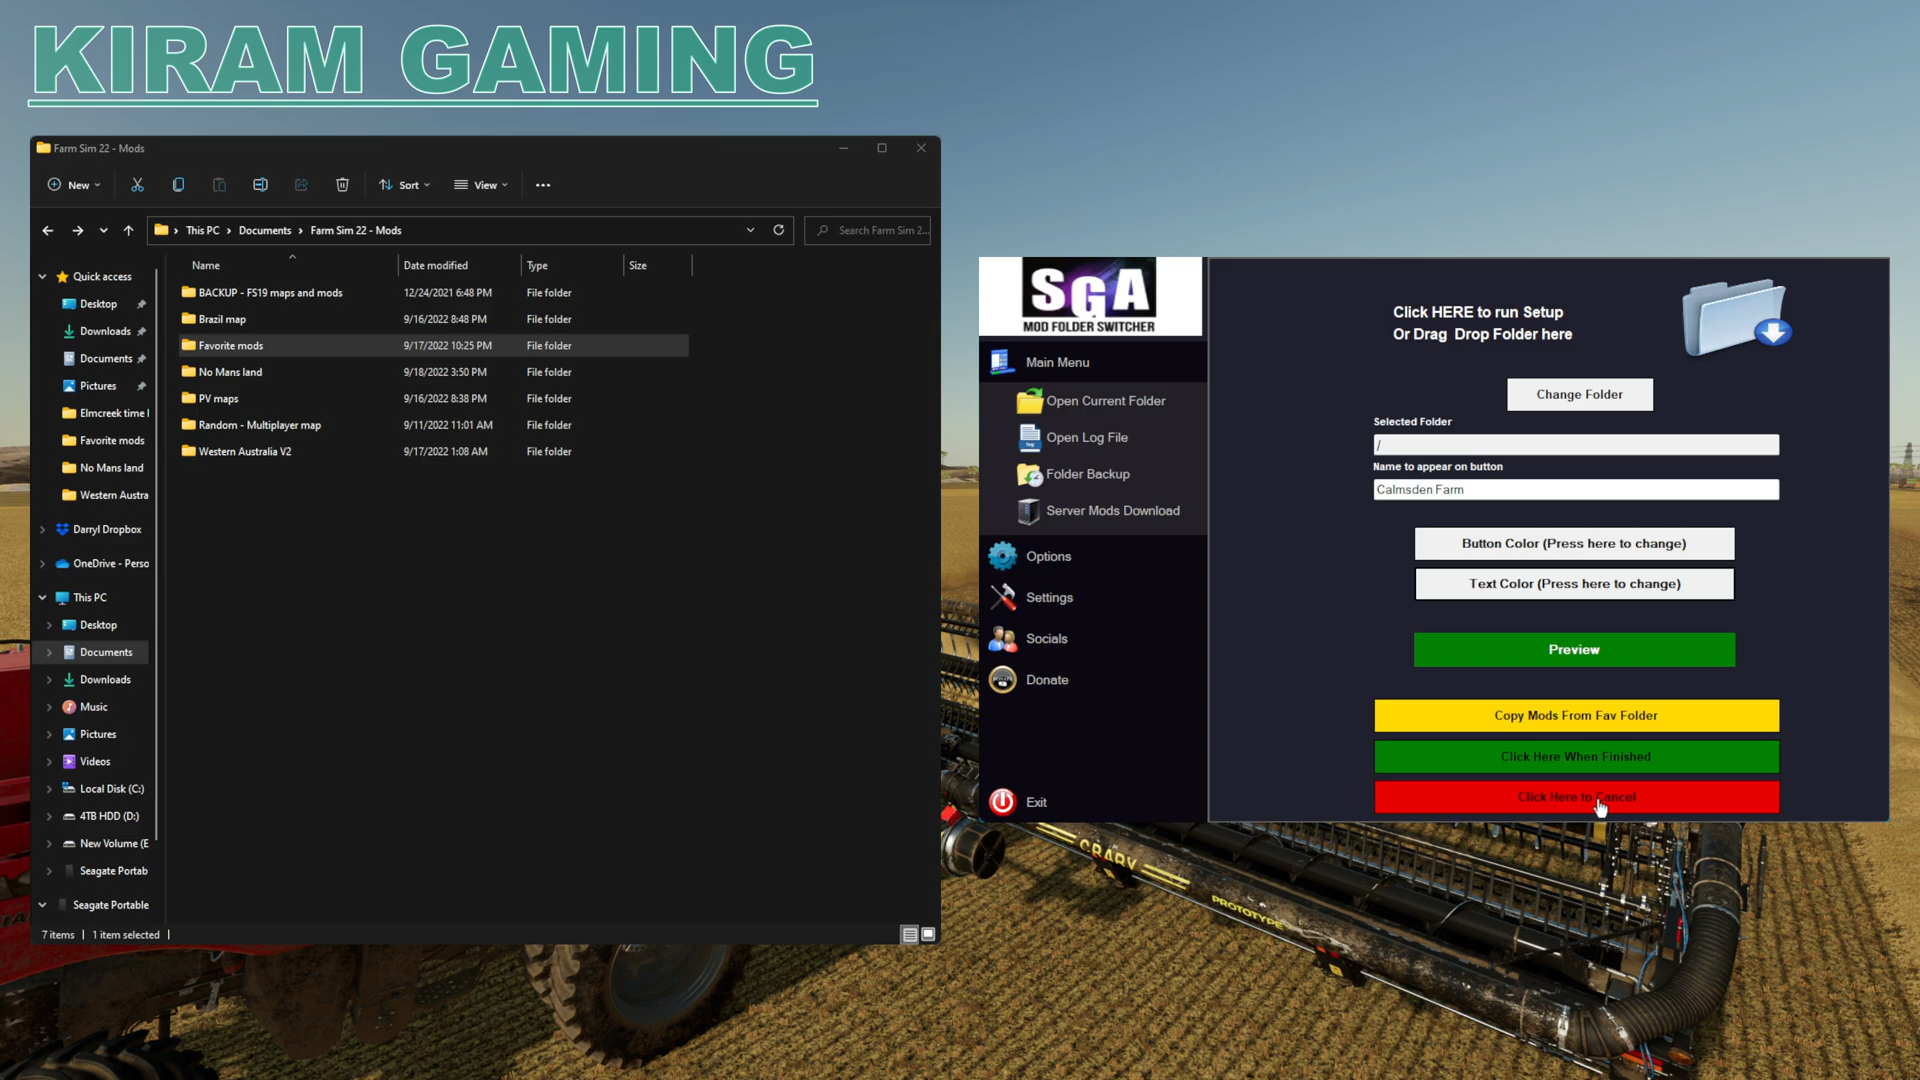 KIRAM GAMING
Farm Sim 22 - Mods
New
Sort
View
This PC > Documents > Farm Sim 22 - Mods
Search Farm Sim 2...
Name Date modified Type Size
BACKUP - FS19 maps and mods 12/24/2021 6:48 PM File folder
Brazil map 9/16/2022 8:48 PM File folder
Favorite mods 9/17/2022 10:25 PM File folder
No Mans land 9/18/2022 3:50 PM File folder
PV maps 9/16/2022 8:38 PM File folder
Random - Multiplayer map 9/11/2022 11:01 AM File folder
Western Australia V2 9/17/2022 1:08 AM File folder
Quick access
Desktop
Downloads
Documents
Pictures
Elmcreek time l
Favorite mods
No Mans land
Western Austra
Darryl Dropbox
OneDrive - Perso
This PC
Desktop
Documents
Downloads
Music
Pictures
Videos
Local Disk (C:)
4TB HDD (D:)
New Volume (E
Seagate Portab
Seagate Portable
7 items | 1 item selected |
SGA
MOD FOLDER SWITCHER
Main Menu
Open Current Folder
Open Log File
Folder Backup
Server Mods Download
Options
Settings
Socials
Donate
Exit
Click HERE to run Setup
Or Drag Drop Folder here
Change Folder
Selected Folder
/
Name to appear on button
Calmsden Farm
Button Color (Press here to change)
Text Color (Press here to change)
Preview
Copy Mods From Fav Folder
Click Here When Finished
Click Here to Cancel
GRARY
PROTOTYPE